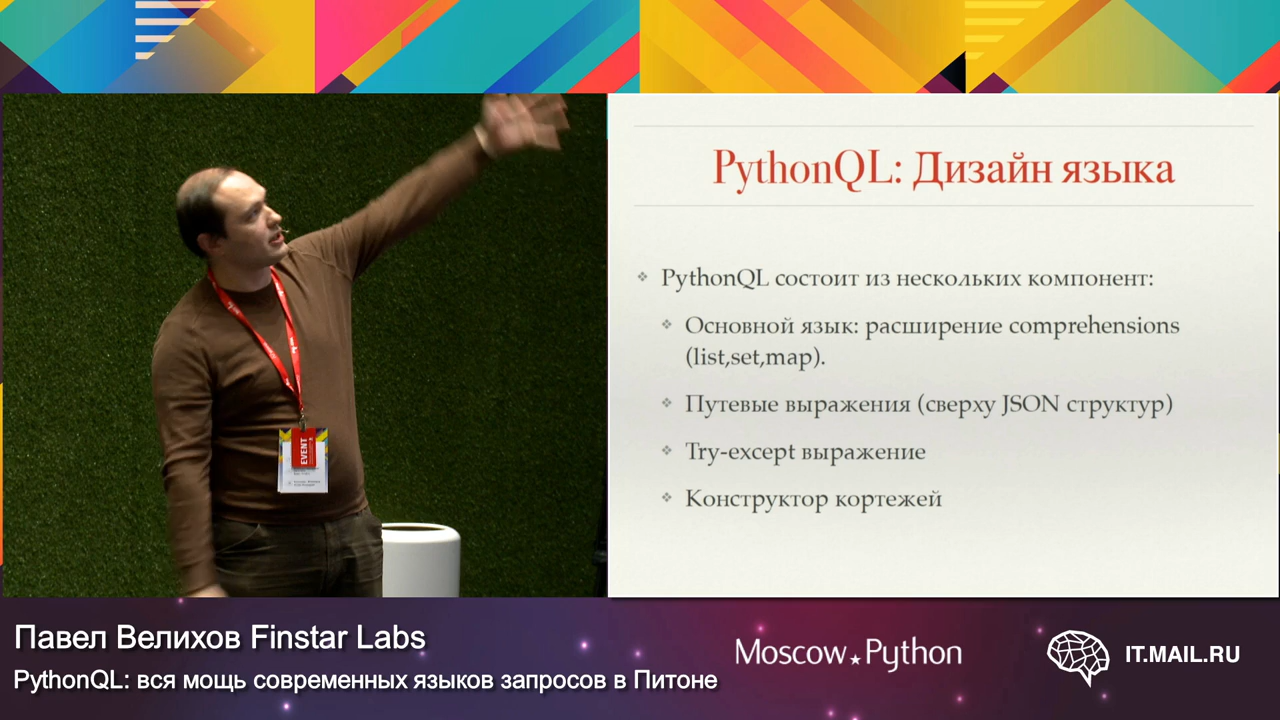 PythonQL: Дизайн языка
PythonQL состоит из нескольких компонент:
Основной язык: расширение comprehensions
(list,set,map).
Путевые выражения (сверху JSON структур)
Try-except выражение
Конструктор кортежей
EVENT
Павел Велихов Finstar Labs
PythonQL: вся мощь современных языков запросов в Питоне
Moscow Python
IT.MAIL.RU